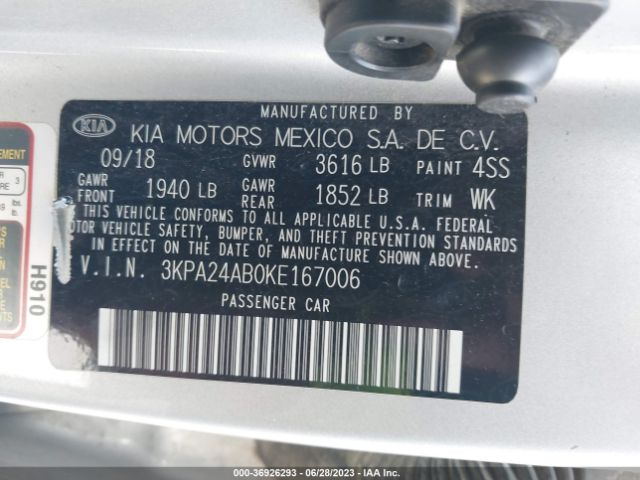 MANUFACTURED BY
KIA KIA MOTORS MEXICO S.A. DE C.V.
09/18 GVWR 3616 LB PAINT 4SS
GAWR FRONT 1940 LB GAWR REAR 1852 LB TRIM WK
THIS VEHICLE CONFORMS TO ALL APPLICABLE U.S.A. FEDERAL
MOTOR VEHICLE SAFETY, BUMPER, AND THEFT PREVENTION STANDARDS
IN EFFECT ON THE DATE OF MANUFACTURE SHOWN ABOVE.
V.I.N. 3KPA24AB0KE167006
PASSENGER CAR
H910
000-36926293 - 06/28/2023 - IMAGE COPYRIGHT © IAA, LLC